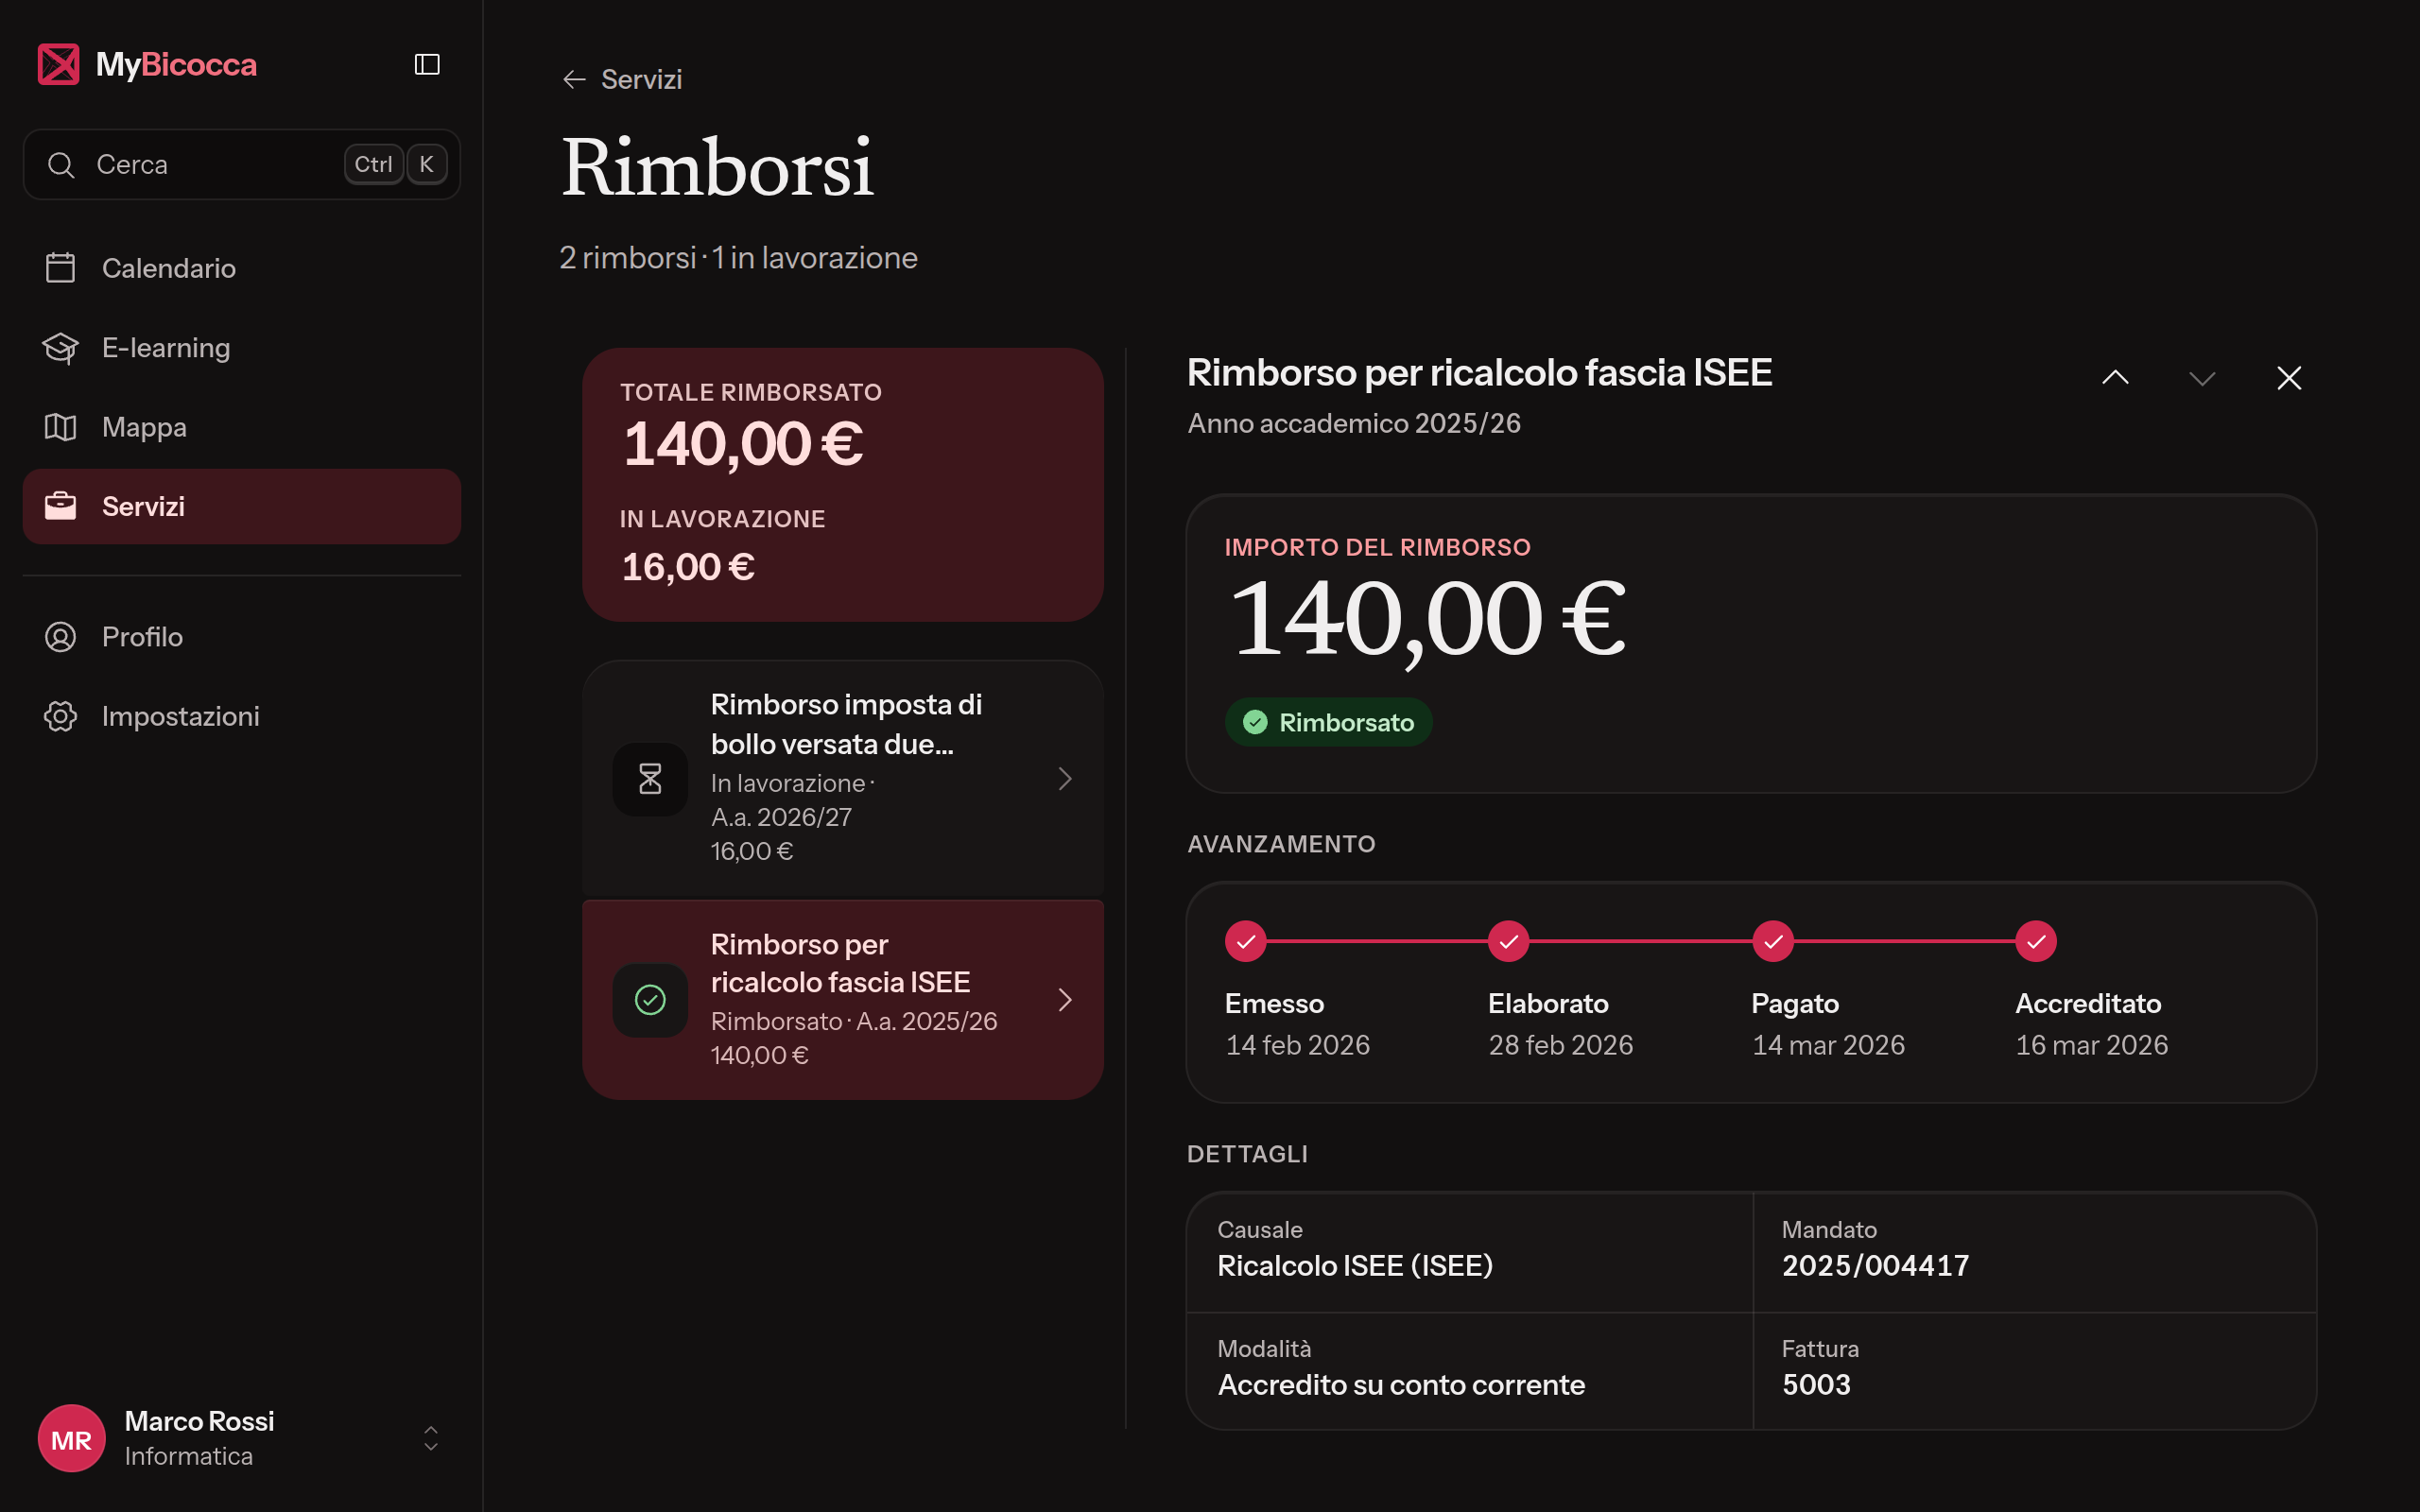 MyBicocca
Cerca
Ctrl K
Calendario
E-learning
Mappa
Servizi
Profilo
Impostazioni
MR
Marco Rossi
Informatica
Servizi
Rimborsi
2 rimborsi · 1 in lavorazione
TOTALE RIMBORSATO
140,00 €
IN LAVORAZIONE
16,00 €
Rimborso imposta di
bollo versata due...
In lavorazione ·
A.a. 2026/27
16,00 €
Rimborso per
ricalcolo fascia ISEE
Rimborsato · A.a. 2025/26
140,00 €
Rimborso per ricalcolo fascia ISEE
Anno accademico 2025/26
IMPORTO DEL RIMBORSO
140,00 €
Rimborsato
AVANZAMENTO
Emesso
14 feb 2026
Elaborato
28 feb 2026
Pagato
14 mar 2026
Accreditato
16 mar 2026
DETTAGLI
Causale
Ricalcolo ISEE (ISEE)
Mandato
2025/004417
Modalità
Accredito su conto corrente
Fattura
5003